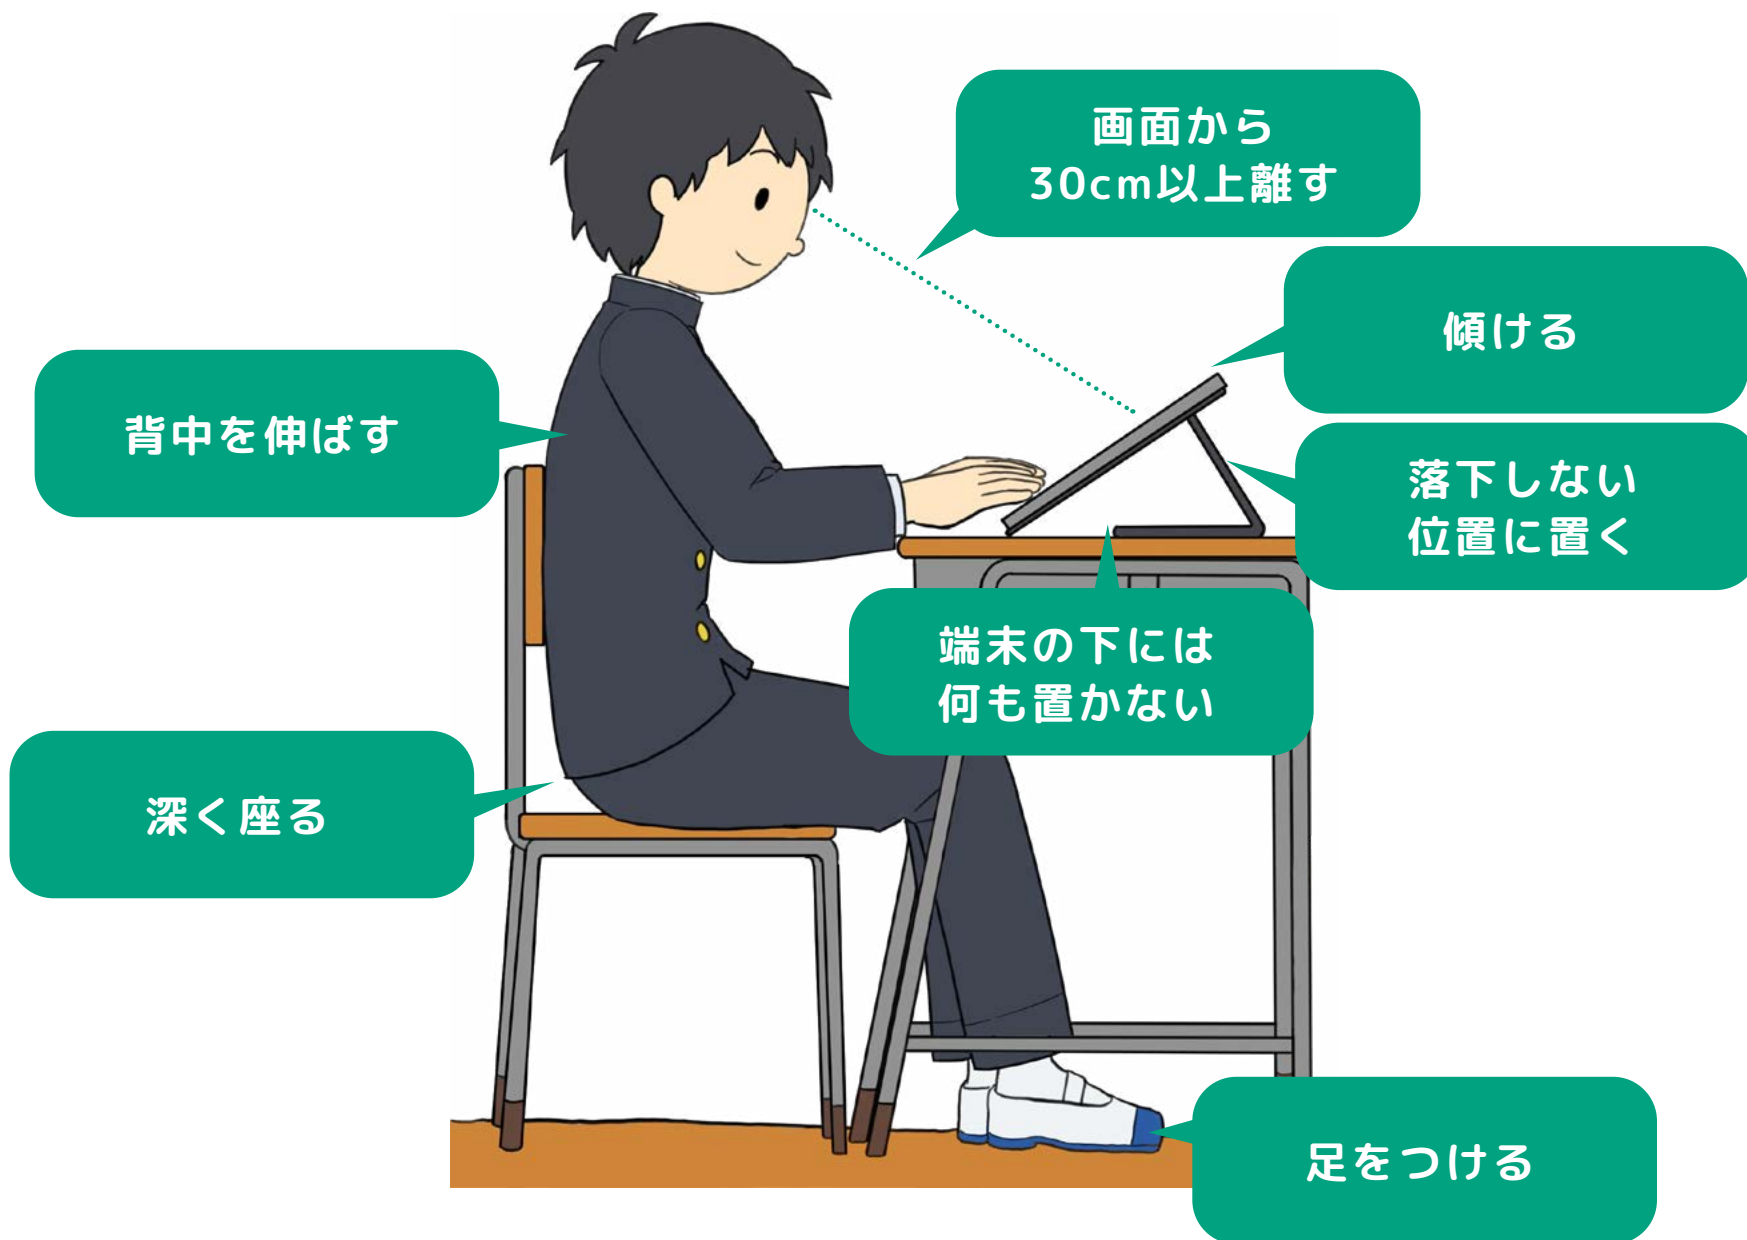 画面から
30cm以上離す
傾ける
背中を伸ばす
落下しない
位置に置く
端末の下には
何も置かない
深く座る
足をつける